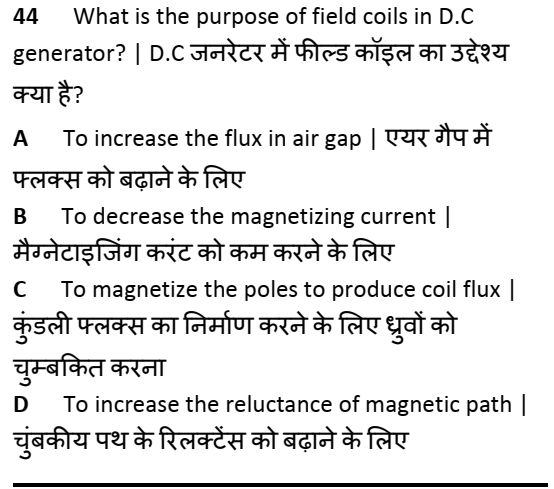 44 What is the purpose of field coils in D.C
generator? | D.C जनरेटर में फील्ड कॉइल का उद्देश्य
क्या है?
A To increase the flux in air gap | एयर गैप में
फ्लक्स को बढ़ाने के लिए
B To decrease the magnetizing current |
मैग्नेटाइजिंग करंट को कम करने के लिए
C To magnetize the poles to produce coil flux |
कुंडली फ्लक्स का निर्माण करने के लिए ध्रुवों को
चुम्बकित करना
D To increase the reluctance of magnetic path |
चुंबकीय पथ के रिलक्टेंस को बढ़ाने के लिए